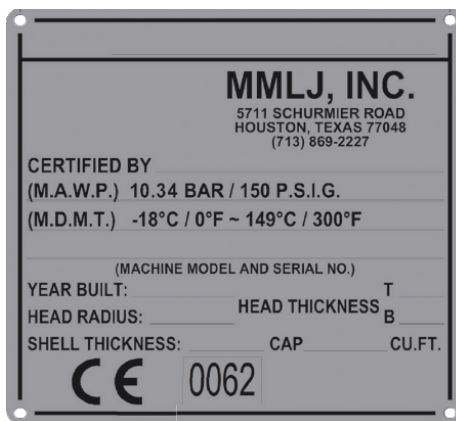 MMLJ, INC.
5711 SCHURMIER ROAD
HOUSTON, TEXAS 77048
(713) 869-2227
CERTIFIED BY
(M.A.W.P.) 10.34 BAR / 150 P.S.I.G.
(M.D.M.T.) -18°C / 0°F ~ 149°C / 300°F
(MACHINE MODEL AND SERIAL NO.)
YEAR BUILT:
HEAD RADIUS:
HEAD THICKNESS T
B
SHELL THICKNESS: CAP CU.FT.
CE 0062